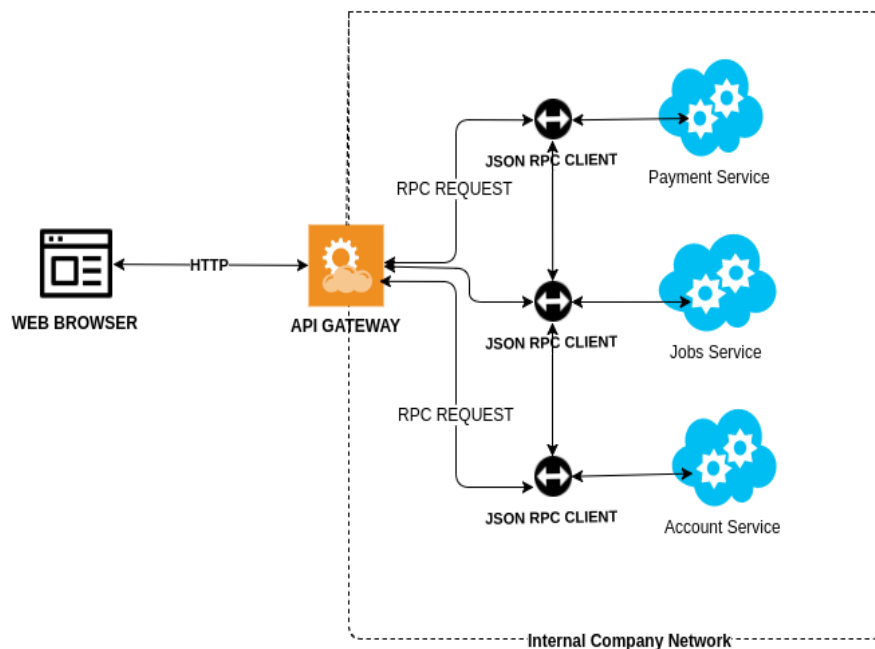 JSON RPC CLIENT
Payment Service
RPC REQUEST
HTTP
WEB BROWSER
API GATEWAY
JSON RPC CLIENT
Jobs Service
RPC REQUEST
JSON RPC CLIENT
Account Service
Internal Company Network